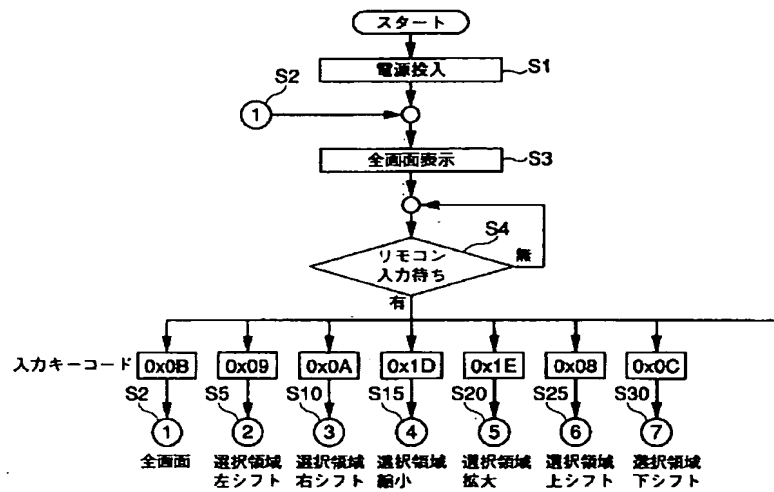 スタート
電源投入
S1
S2
1
全画面表示
S3
S4
リモコン
入力待ち
無
有
入力キーコード
0x0B
0x09
0x0A
0x1D
0x1E
0x08
0x0C
S2
S5
S10
S15
S20
S25
S30
1
2
3
4
5
6
7
全画面
選択領域
左シフト
選択領域
右シフト
選択領域
縮小
選択領域
拡大
選択領域
上シフト
選択領域
下シフト